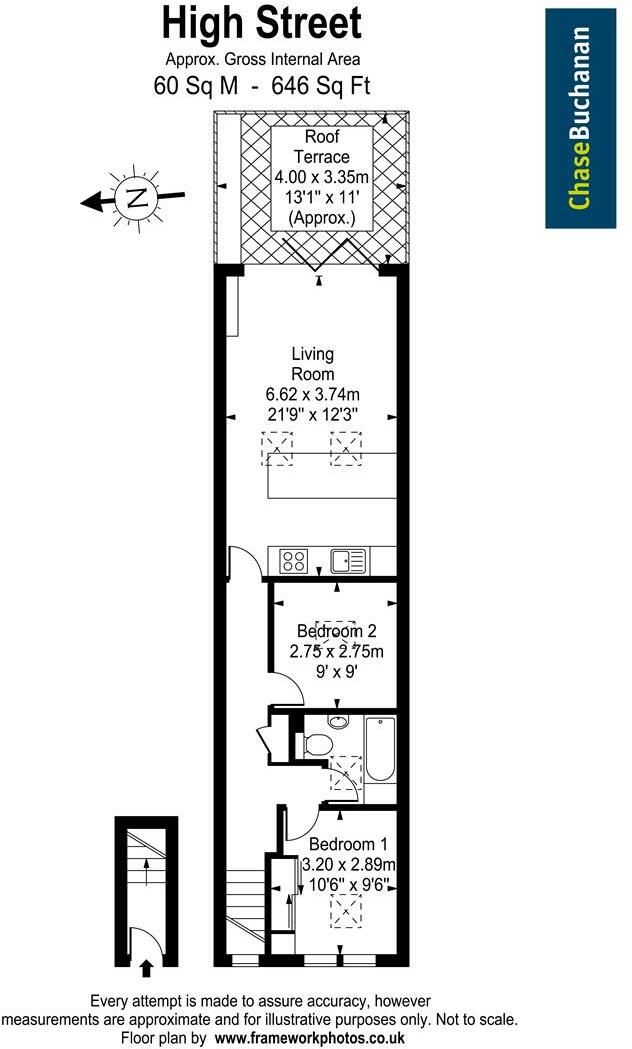 High Street
Approx. Gross Internal Area
60 Sq M - 646 Sq Ft
ChaseBuchanan
N
Roof
Terrace
4.00 x 3.35m
13'1" x 11'
(Approx.)
Living
Room
6.62 x 3.74m
21'9" x 12'3"
Bedroom 2
2.75 x 2.75m
9' x 9'
Bedroom 1
3.20 x 2.89m
10'6" x 9'6"
Every attempt is made to assure accuracy, however
measurements are approximate and for illustrative purposes only. Not to scale.
Floor plan by www.frameworkphotos.co.uk